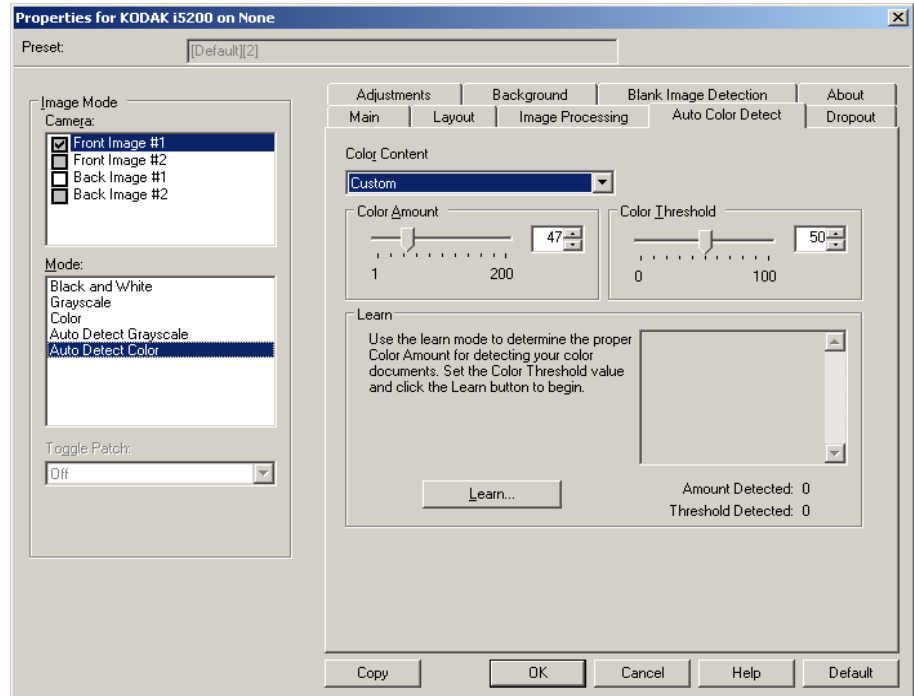 Properties for KODAK i5200 on None
Preset:
[Default][2]
Image Mode
Camera:
Front Image #1
Front Image #2
Back Image #1
Back Image #2
Mode:
Black and White
Grayscale
Color
Auto Detect Grayscale
Auto Detect Color
Toggle Patch:
Off
Adjustments
Background
Blank Image Detection
About
Main
Layout
Image Processing
Auto Color Detect
Dropout
Color Content
Custom
Color Amount
47
1
200
Color Threshold
50
0
100
Learn
Use the learn mode to determine the proper
Color Amount for detecting your color
documents. Set the Color Threshold value
and click the Learn button to begin.
Learn...
Amount Detected: 0
Threshold Detected: 0
Copy
OK
Cancel
Help
Default